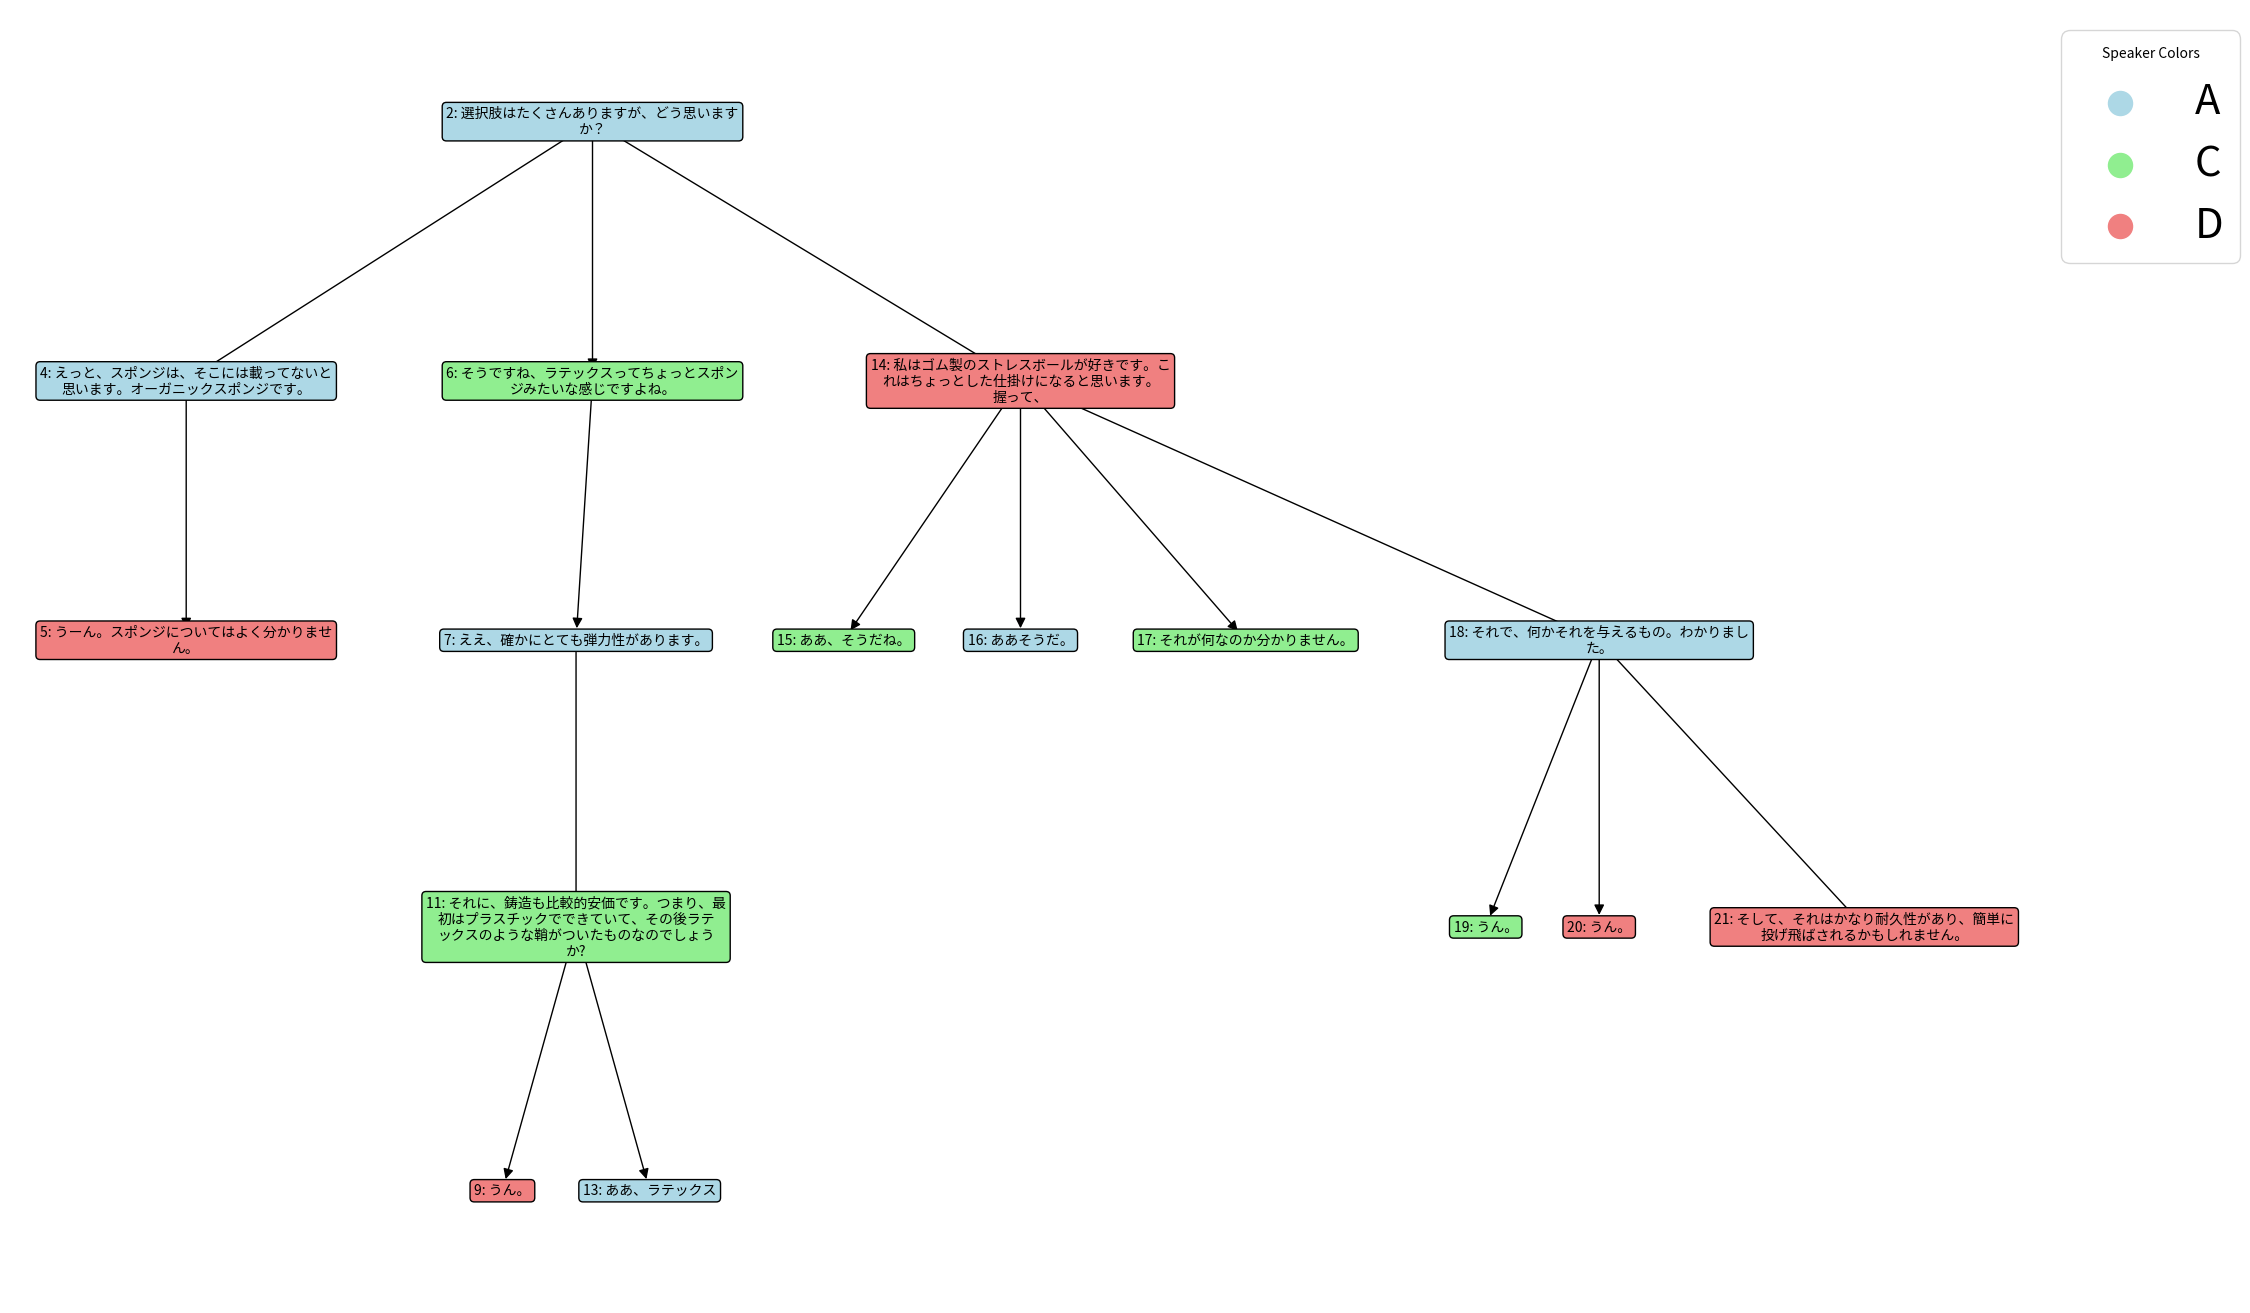 Speaker Colors
A
C
D
2: 選択肢はたくさんありますが、どう思います
か？
4: えっと、スポンジは、そこには載ってないと
思います。オーガニックスポンジです。
6: そうですね、ラテックスってちょっとスポン
ジみたいな感じですよね。
14: 私はゴム製のストレスボールが好きです。こ
れはちょっとした仕掛けになると思います。
握って、
5: うーん。スポンジについてはよく分かりませ
ん。
7: ええ、確かにとても弾力性があります。
15: ああ、そうだね。
16: ああそうだ。
17: それが何なのか分かりません。
18: それで、何かそれを与えるもの。わかりまし
た。
11: それに、鋳造も比較的安価です。つまり、最
初はプラスチックでできていて、その後ラテ
ックスのような鞘がついたものなのでしょう
か?
19: うん。
20: うん。
21: そして、それはかなり耐久性があり、簡単に
投げ飛ばされるかもしれません。
9: うん。
13: ああ、ラテックス